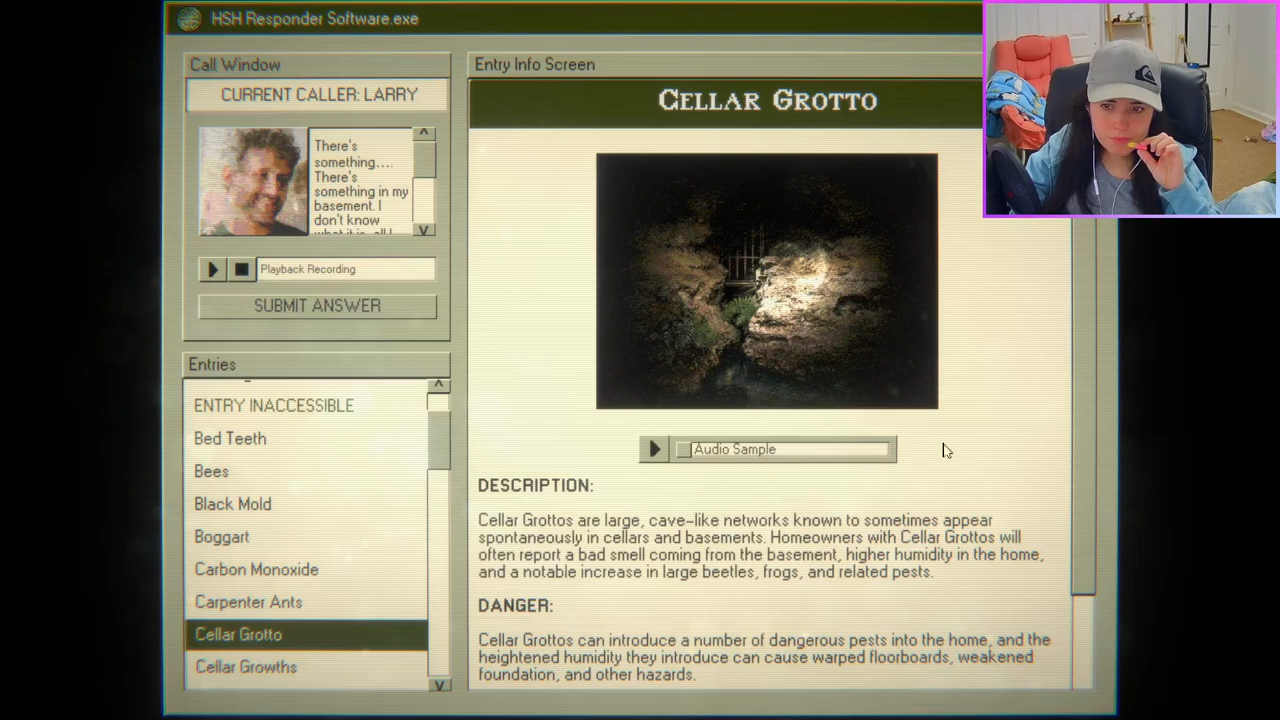 HSH Responder Software.exe
Call Window
CURRENT CALLER: LARRY
There's
something....
There's
something in my
basement. I
don't know
Playback Recording
SUBMIT ANSWER
Entries
ENTRY INACCESSIBLE
Bed Teeth
Bees
Black Mold
Boggart
Carbon Monoxide
Carpenter Ants
Cellar Grotto
Cellar Growths
Entry Info Screen
CELLAR GROTTO
Audio Sample
DESCRIPTION:
Cellar Grottos are large, cave-like networks known to sometimes appear
spontaneously in cellars and basements. Homeowners with Cellar Grottos will
often report a bad smell coming from the basement, higher humidity in the home,
and a notable increase in large beetles, frogs, and related pests.
DANGER:
Cellar Grottos can introduce a number of dangerous pests into the home, and the
heightened humidity they introduce can cause warped floorboards, weakened
foundation, and other hazards.